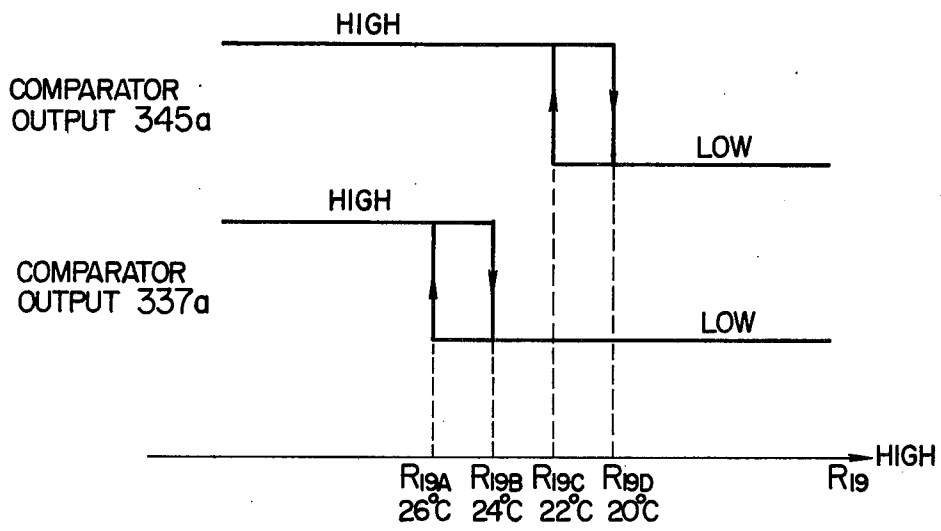 HIGH
COMPARATOR
OUTPUT 345a
LOW
HIGH
COMPARATOR
OUTPUT 337a
LOW
HIGH
R19A R19B R19C R19D R19
26°C 24°C 22°C 20°C